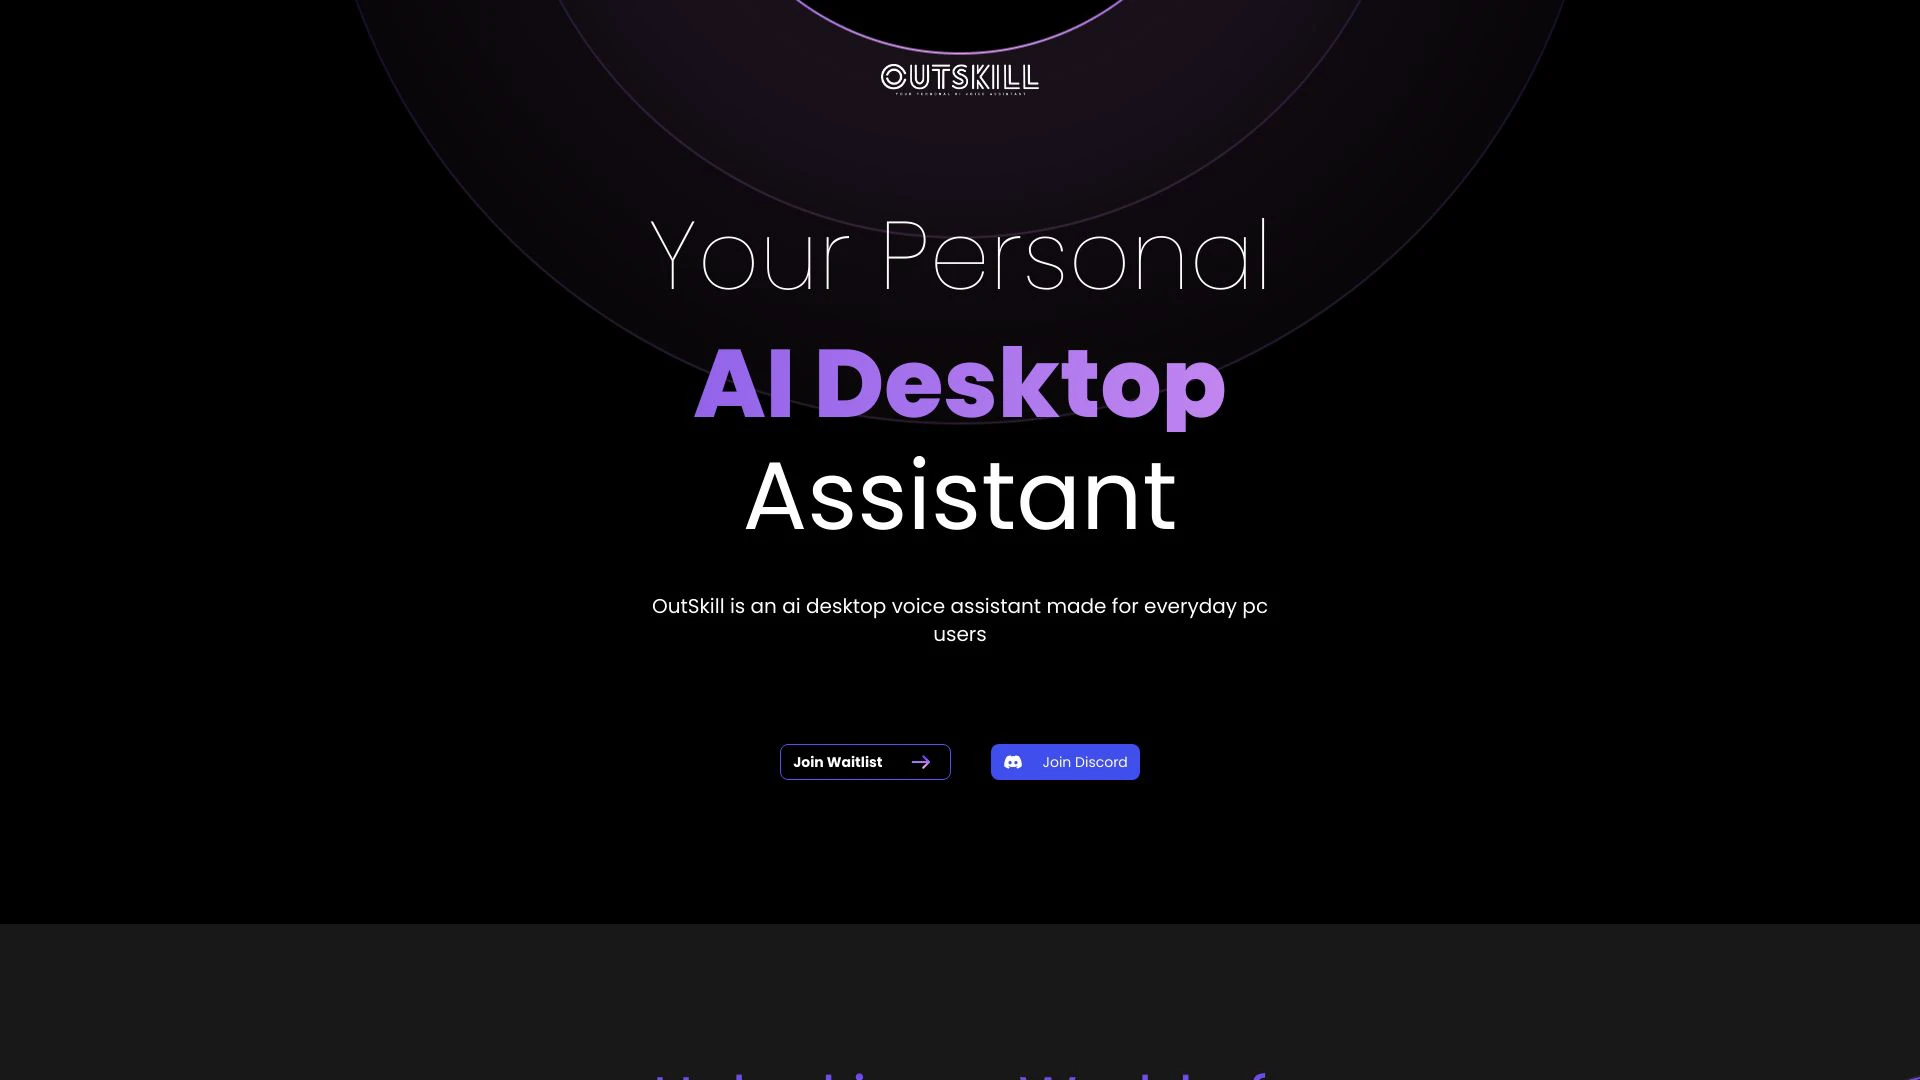 OUTSKILL
YOUR PERSONAL AI VOICE ASSISTANT
Your Personal
AI Desktop
Assistant
OutSkill is an ai desktop voice assistant made for everyday pc
users
Join Waitlist
Join Discord